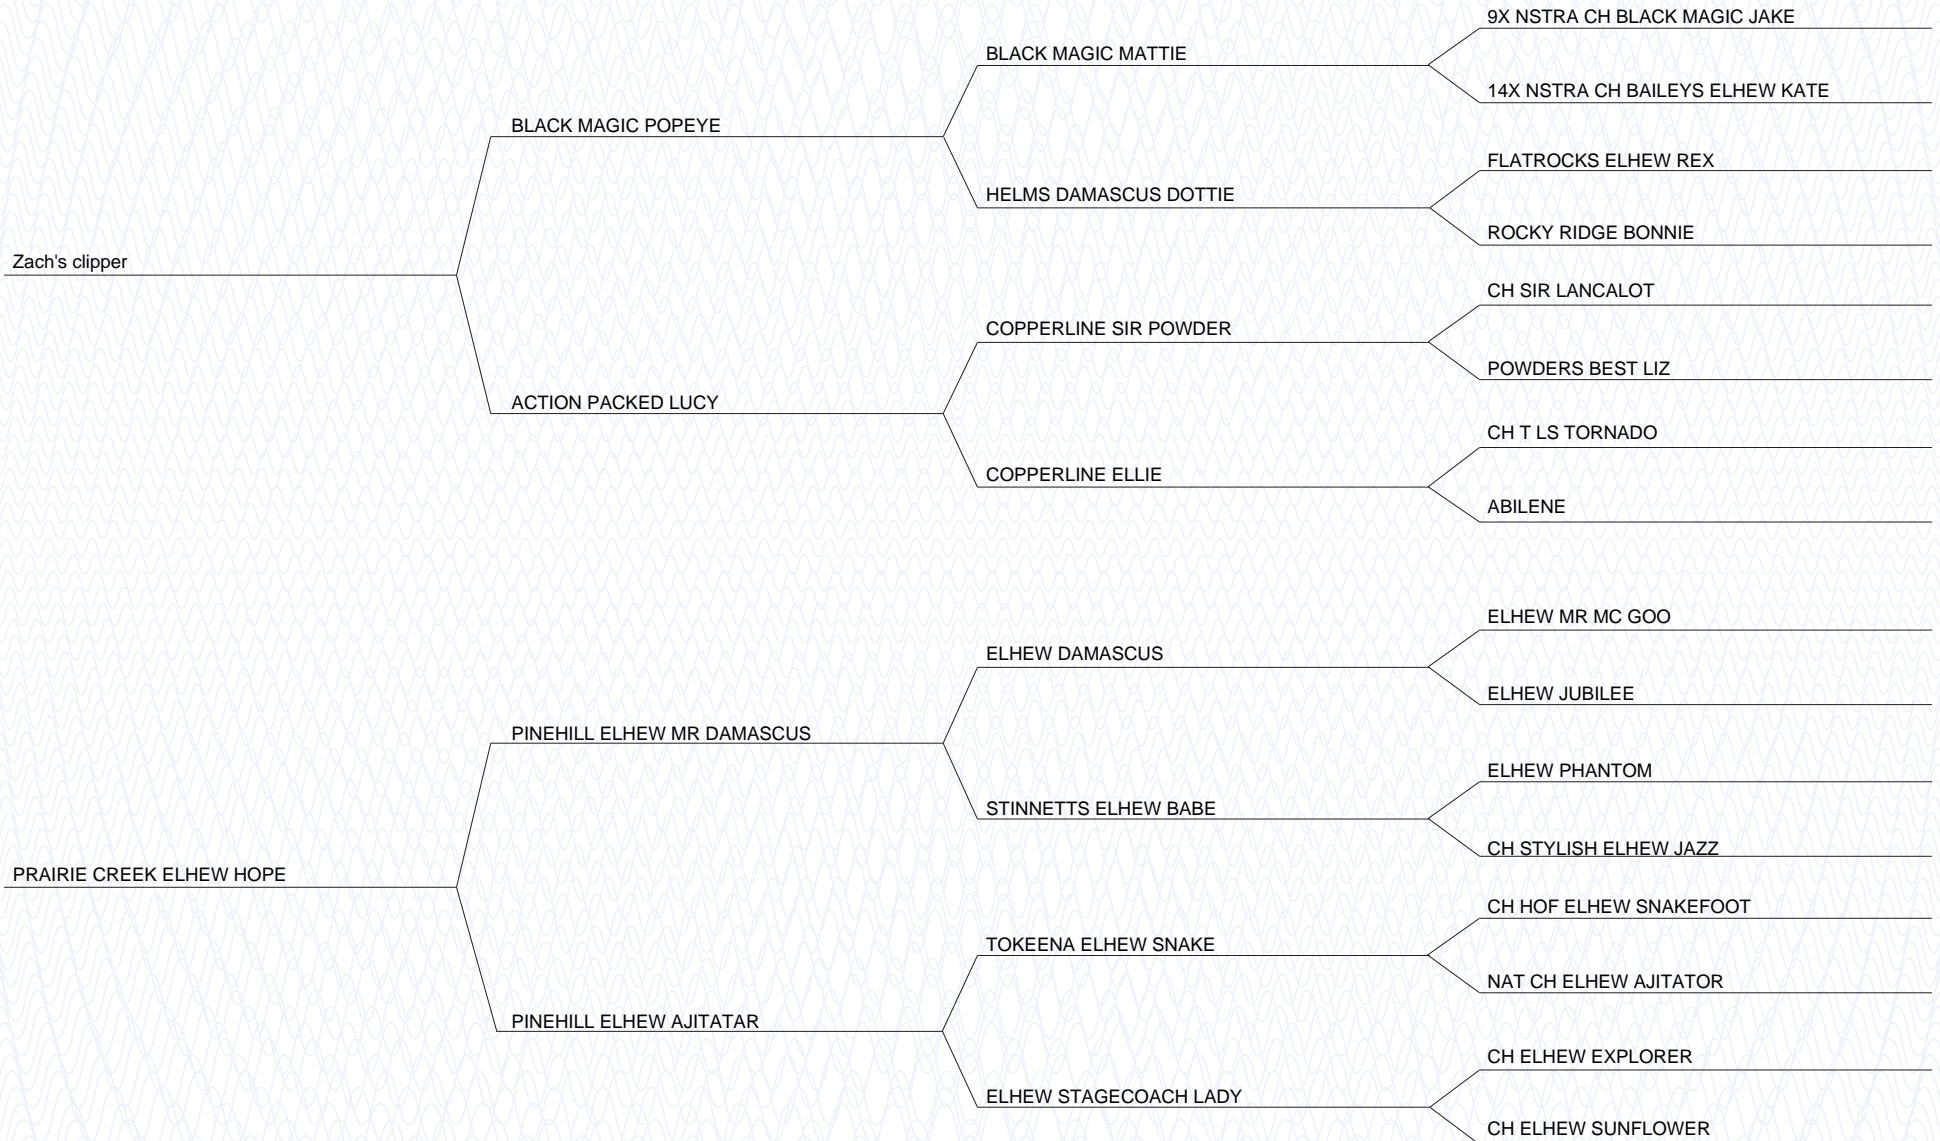 9X NSTRA CH BLACK MAGIC JAKE
BLACK MAGIC MATTIE
14X NSTRA CH BAILEYS ELHEW KATE
BLACK MAGIC POPEYE
FLATROCKS ELHEW REX
HELMS DAMASCUS DOTTIE
ROCKY RIDGE BONNIE
Zach's clipper
CH SIR LANCALOT
COPPERLINE SIR POWDER
POWDERS BEST LIZ
ACTION PACKED LUCY
CH T LS TORNADO
COPPERLINE ELLIE
ABILENE
ELHEW MR MC GOO
ELHEW DAMASCUS
ELHEW JUBILEE
PINEHILL ELHEW MR DAMASCUS
ELHEW PHANTOM
STINNETTS ELHEW BABE
CH STYLISH ELHEW JAZZ
PRAIRIE CREEK ELHEW HOPE
CH HOF ELHEW SNAKEFOOT
TOKEENA ELHEW SNAKE
NAT CH ELHEW AJITATOR
PINEHILL ELHEW AJITATAR
CH ELHEW EXPLORER
ELHEW STAGECOACH LADY
CH ELHEW SUNFLOWER